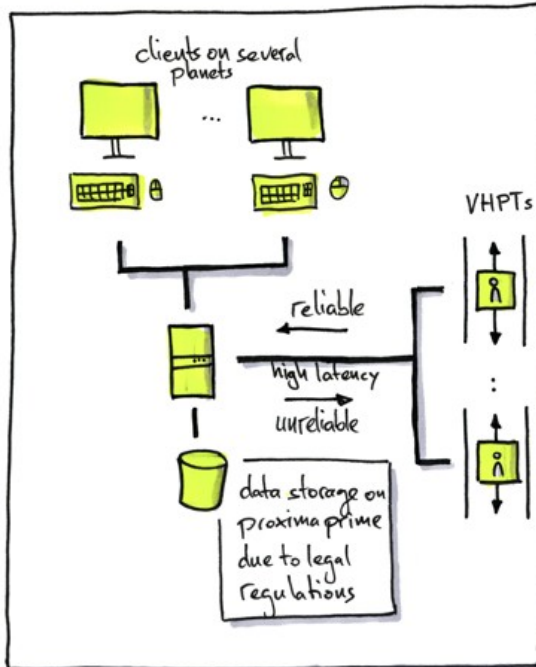 clients on several
planets
...
VHPTs
reliable
high latency
unreliable
:
data storage on
proxima prime
due to legal
regulations